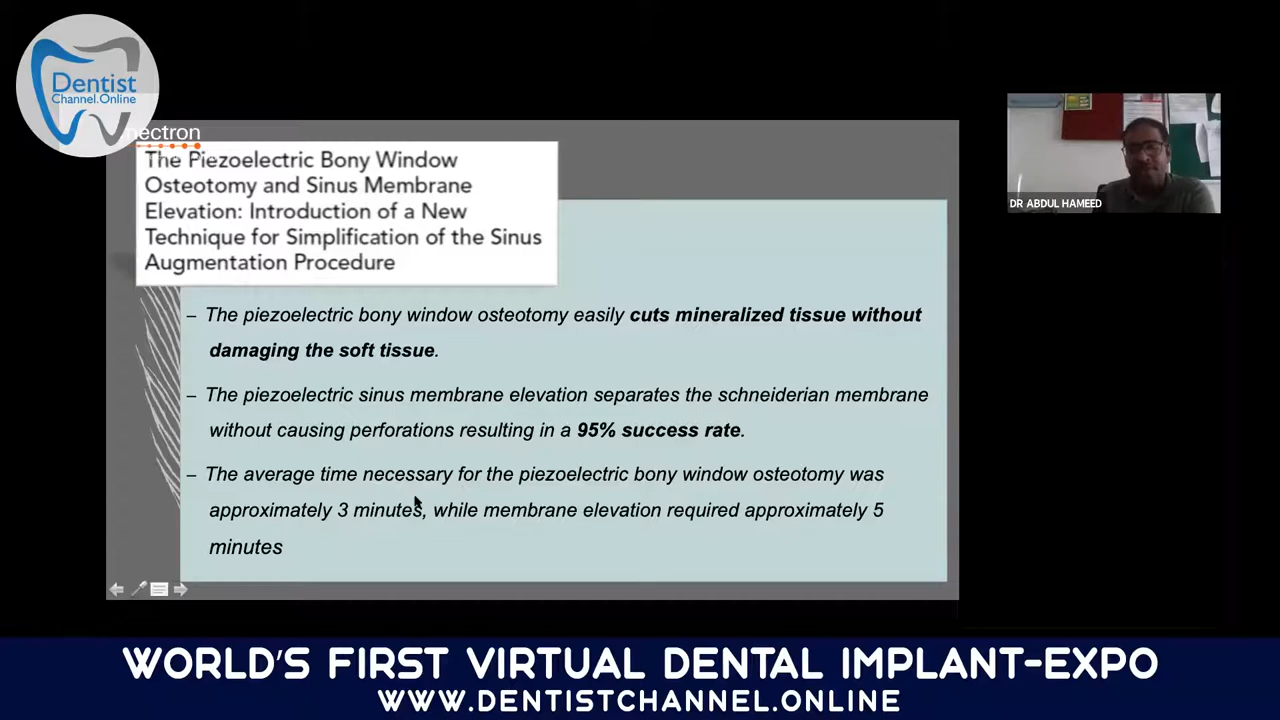 Dentist
Channel.Online
nectron
The Piezoelectric Bony Window
Osteotomy and Sinus Membrane
Elevation: Introduction of a New
Technique for Simplification of the Sinus
Augmentation Procedure
– The piezoelectric bony window osteotomy easily cuts mineralized tissue without
damaging the soft tissue.
– The piezoelectric sinus membrane elevation separates the schneiderian membrane
without causing perforations resulting in a 95% success rate.
– The average time necessary for the piezoelectric bony window osteotomy was
approximately 3 minutes, while membrane elevation required approximately 5
minutes
DR ABDUL HAMEED
WORLD'S FIRST VIRTUAL DENTAL IMPLANT-EXPO
WWW.DENTISTCHANNEL.ONLINE